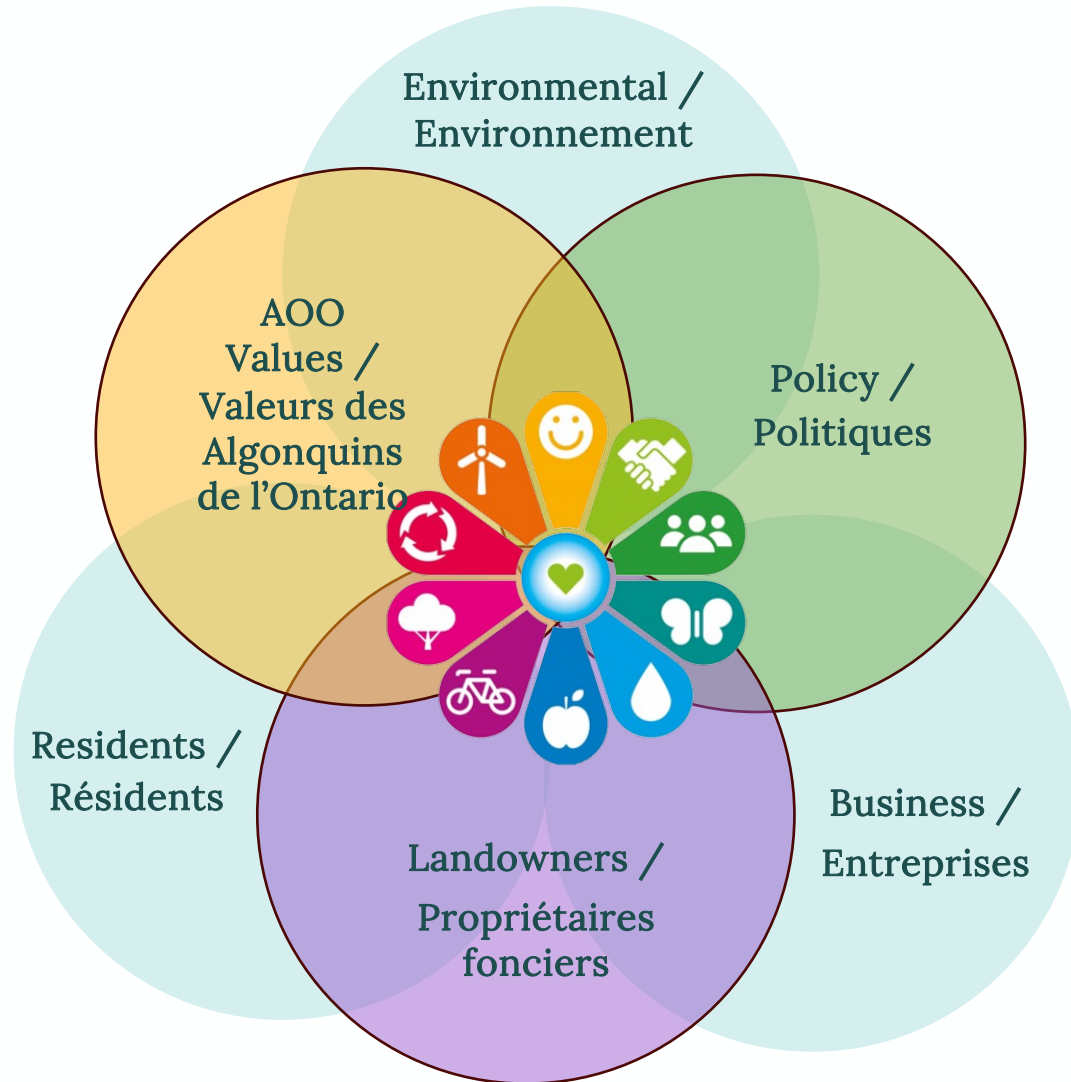 Environmental /
Environnement
AOO
Values /
Valeurs des
Algonquins
de l’Ontario
Policy /
Politiques
Residents /
Résidents
Business /
Entreprises
Landowners /
Propriétaires
fonciers